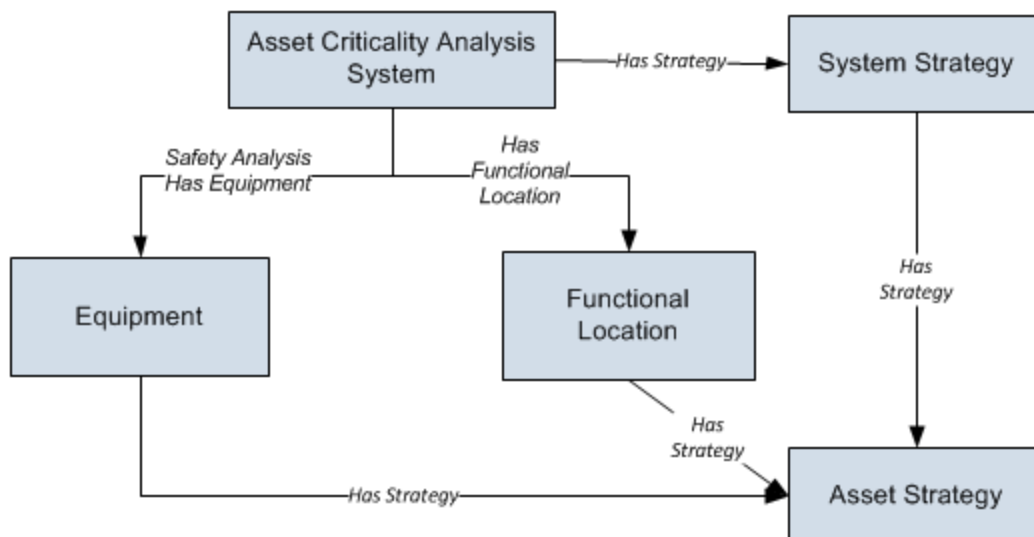 Asset Criticality Analysis
System
Has Strategy
System Strategy
Safety Analysis
Has Equipment
Has
Functional
Location
Equipment
Functional
Location
Has
Strategy
Has
Strategy
Has Strategy
Asset Strategy